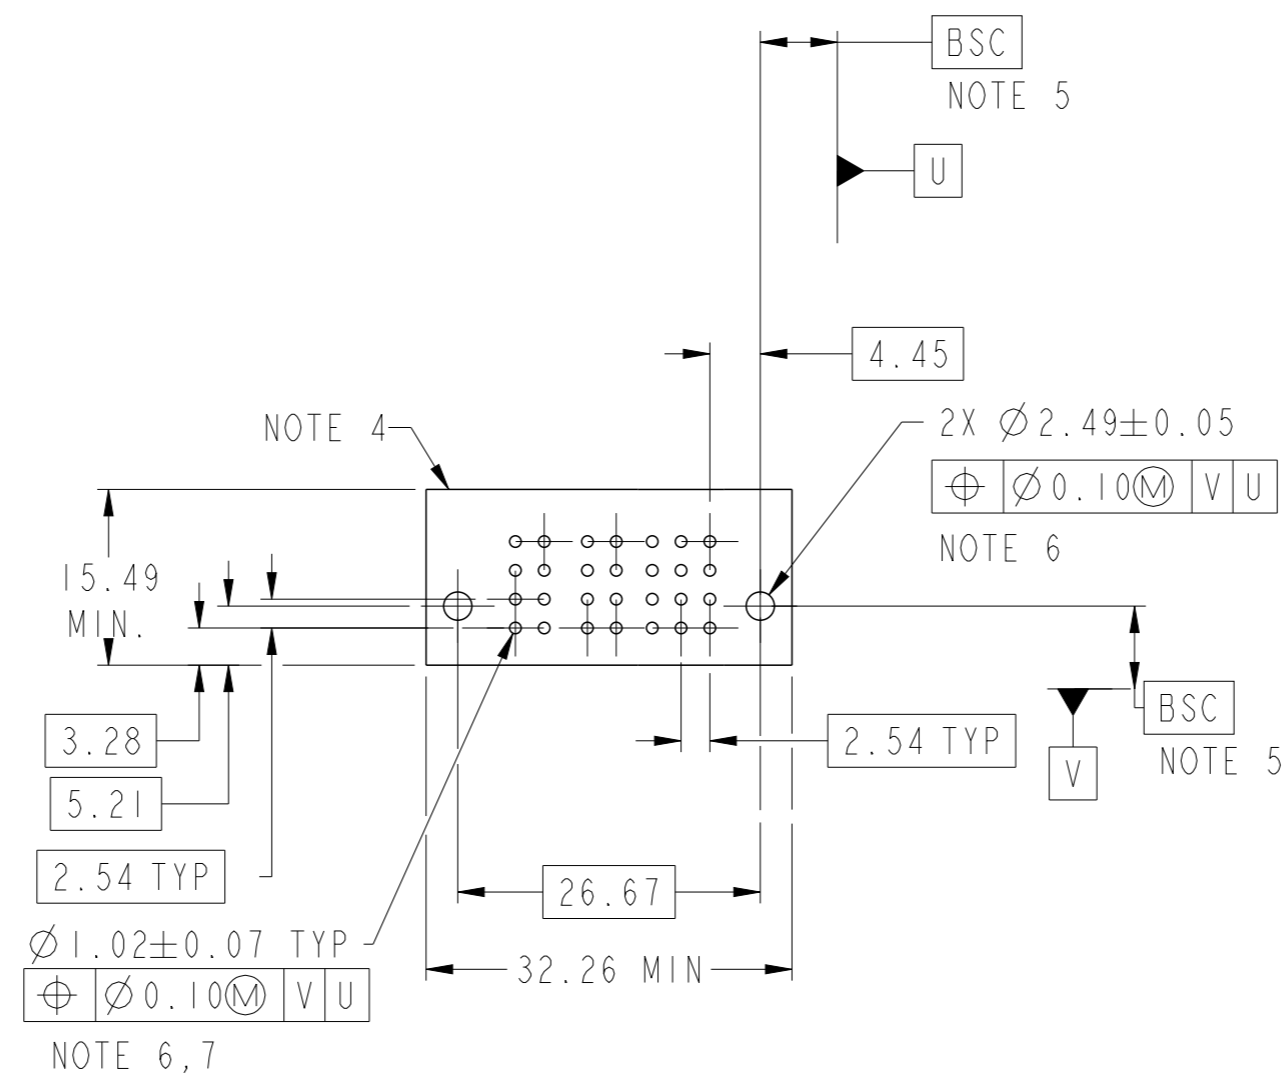 BSC
NOTE 5
U
4.45
NOTE 4
2X ∅2.49±0.05
⌖ ∅0.10Ⓜ V U
NOTE 6
15.49
MIN.
BSC
NOTE 5
V
3.28
2.54 TYP
5.21
2.54 TYP
26.67
∅1.02±0.07 TYP
32.26 MIN
⌖ ∅0.10Ⓜ V U
NOTE 6,7